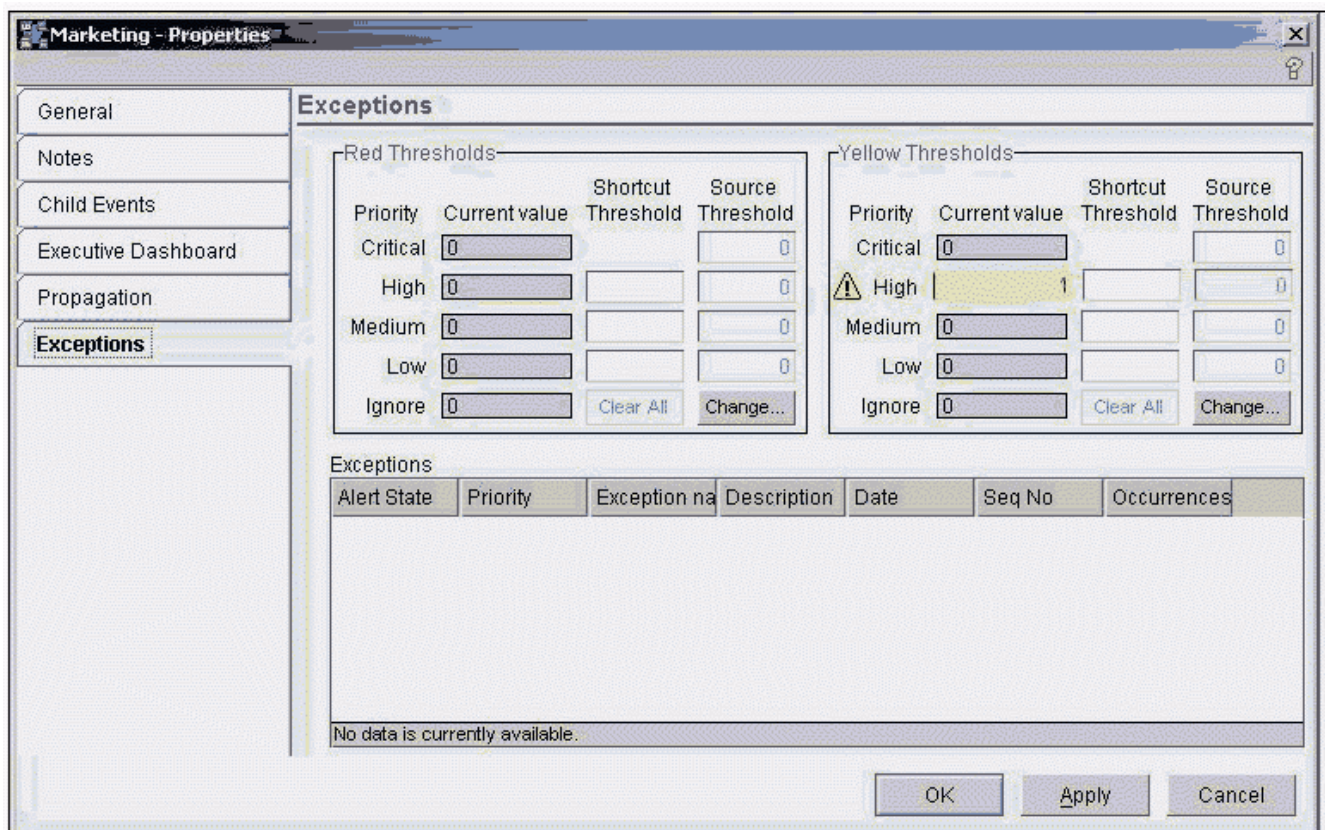 Marketing - Properties
General
Notes
Child Events
Executive Dashboard
Propagation
Exceptions
Exceptions
Red Thresholds
Priority Current value Shortcut Threshold Source Threshold
Critical 0 0
High 0 0
Medium 0 0
Low 0 0
Ignore 0 Clear All Change...
Yellow Thresholds
Priority Current value Shortcut Threshold Source Threshold
Critical 0 0
High 1 0
Medium 0 0
Low 0 0
Ignore 0 Clear All Change...
Exceptions
Alert State Priority Exception na Description Date Seq No Occurrences
No data is currently available.
OK Apply Cancel